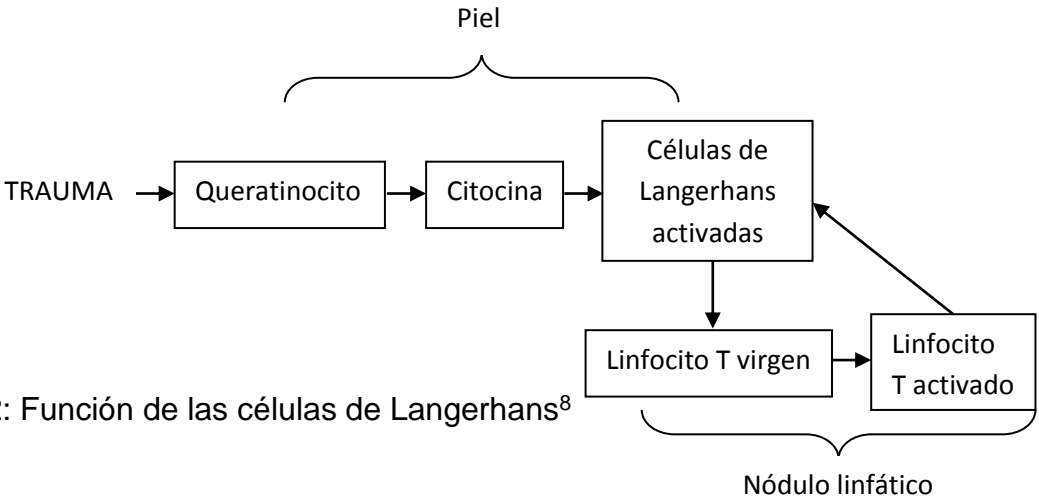 Piel
TRAUMA
Queratinocito
Citocina
Células de
Langerhans
activadas
Linfocito T virgen
Linfocito
T activado
2: Función de las células de Langerhans8
Nódulo linfático